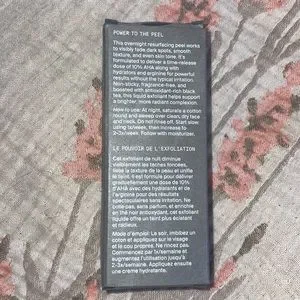 POWER TO THE PEEL
This overnight resurfacing peel works
to visibly fade dark spots, smooth
texture, and even skin tone. It's
formulated to deliver a time-release
dose of 10% AHA along with
hydrators and arginine for powerful
results without the typical irritation.
Non-sticky, fragrance-free, and
boosted with antioxidant-rich black
tea, this liquid exfoliant helps support
a brighter, more radiant complexion.
How to use: At night, saturate a cotton
round and sweep over clean, dry face
and neck. Do not rinse off. Start slow
using 1x/week, then increase to
2-3x/week. Follow with moisturizer.
LE POUVOIR DE L'EXFOLIATION
Cet exfoliant de nuit diminue
visiblement les taches foncées,
lisse la texture de la peau et unifie
le teint. Il est formulé pour délivrer
graduellement une dose de 10%
d'AHA avec des hydratants et de
l'arginine pour des résultats
spectaculaires sans irritation. Ne
colle pas, sans parfum, et enrichi
en thé noir antioxydant, cet exfoliant
liquide offre un teint plus éclatant
et radieux.
Mode d'emploi: Le soir, imbibez un
coton et appliquez sur le visage
et le cou propres. Ne rincez pas.
Commencez par 1x/semaine et
augmentez l'utilisation jusqu'à
2-3x/semaine. Appliquez ensuite
une crème hydratante.